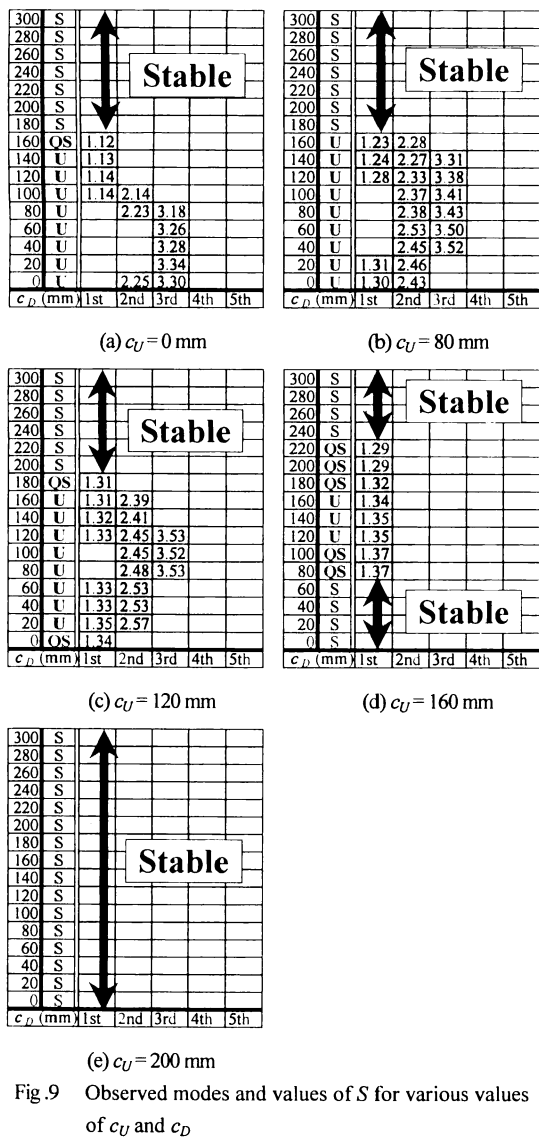 300 S
280 S
260 S
240 S
220 S
200 S
180 S
160 QS 1.12
140 U 1.13
120 U 1.14
100 U 1.14 2.14
80 U 2.23 3.18
60 U 3.26
40 U 3.28
20 U 3.34
0 U 2.25 3.30
c_D (mm) 1st 2nd 3rd 4th 5th
Stable
(a) c_U = 0 mm
300 S
280 S
260 S
240 S
220 S
200 S
180 S
160 U 1.23 2.28
140 U 1.24 2.27 3.31
120 U 1.28 2.33 3.38
100 U 2.37 3.41
80 U 2.38 3.43
60 U 2.53 3.50
40 U 2.45 3.52
20 U 1.31 2.46
0 U 1.30 2.43
c_D (mm) 1st 2nd 3rd 4th 5th
Stable
(b) c_U = 80 mm
300 S
280 S
260 S
240 S
220 S
200 S
180 QS 1.31
160 U 1.31 2.39
140 U 1.32 2.41
120 U 1.33 2.45 3.53
100 U 2.45 3.52
80 U 2.48 3.53
60 U 1.33 2.53
40 U 1.33 2.53
20 U 1.35 2.57
0 QS 1.34
c_D (mm) 1st 2nd 3rd 4th 5th
Stable
(c) c_U = 120 mm
300 S
280 S
260 S
240 S
220 QS 1.29
200 QS 1.29
180 QS 1.32
160 U 1.34
140 U 1.35
120 U 1.35
100 QS 1.37
80 QS 1.37
60 S
40 S
20 S
0 S
c_D (mm) 1st 2nd 3rd 4th 5th
Stable
Stable
(d) c_U = 160 mm
300 S
280 S
260 S
240 S
220 S
200 S
180 S
160 S
140 S
120 S
100 S
80 S
60 S
40 S
20 S
0 S
c_D (mm) 1st 2nd 3rd 4th 5th
Stable
(e) c_U = 200 mm
Fig.9 Observed modes and values of S for various values
of c_U and c_D